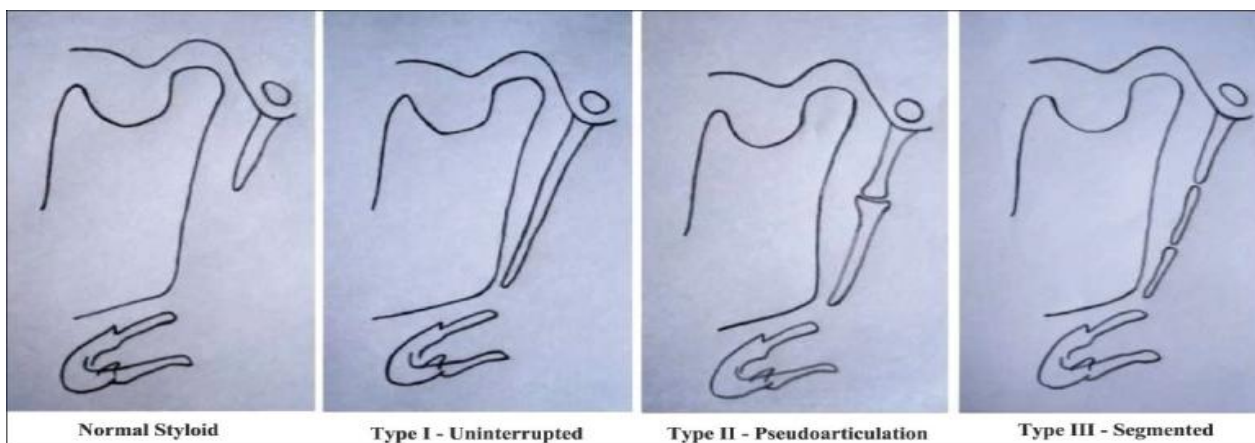 Normal Styloid
Type I - Uninterrupted
Type II - Pseudoarticulation
Type III - Segmented